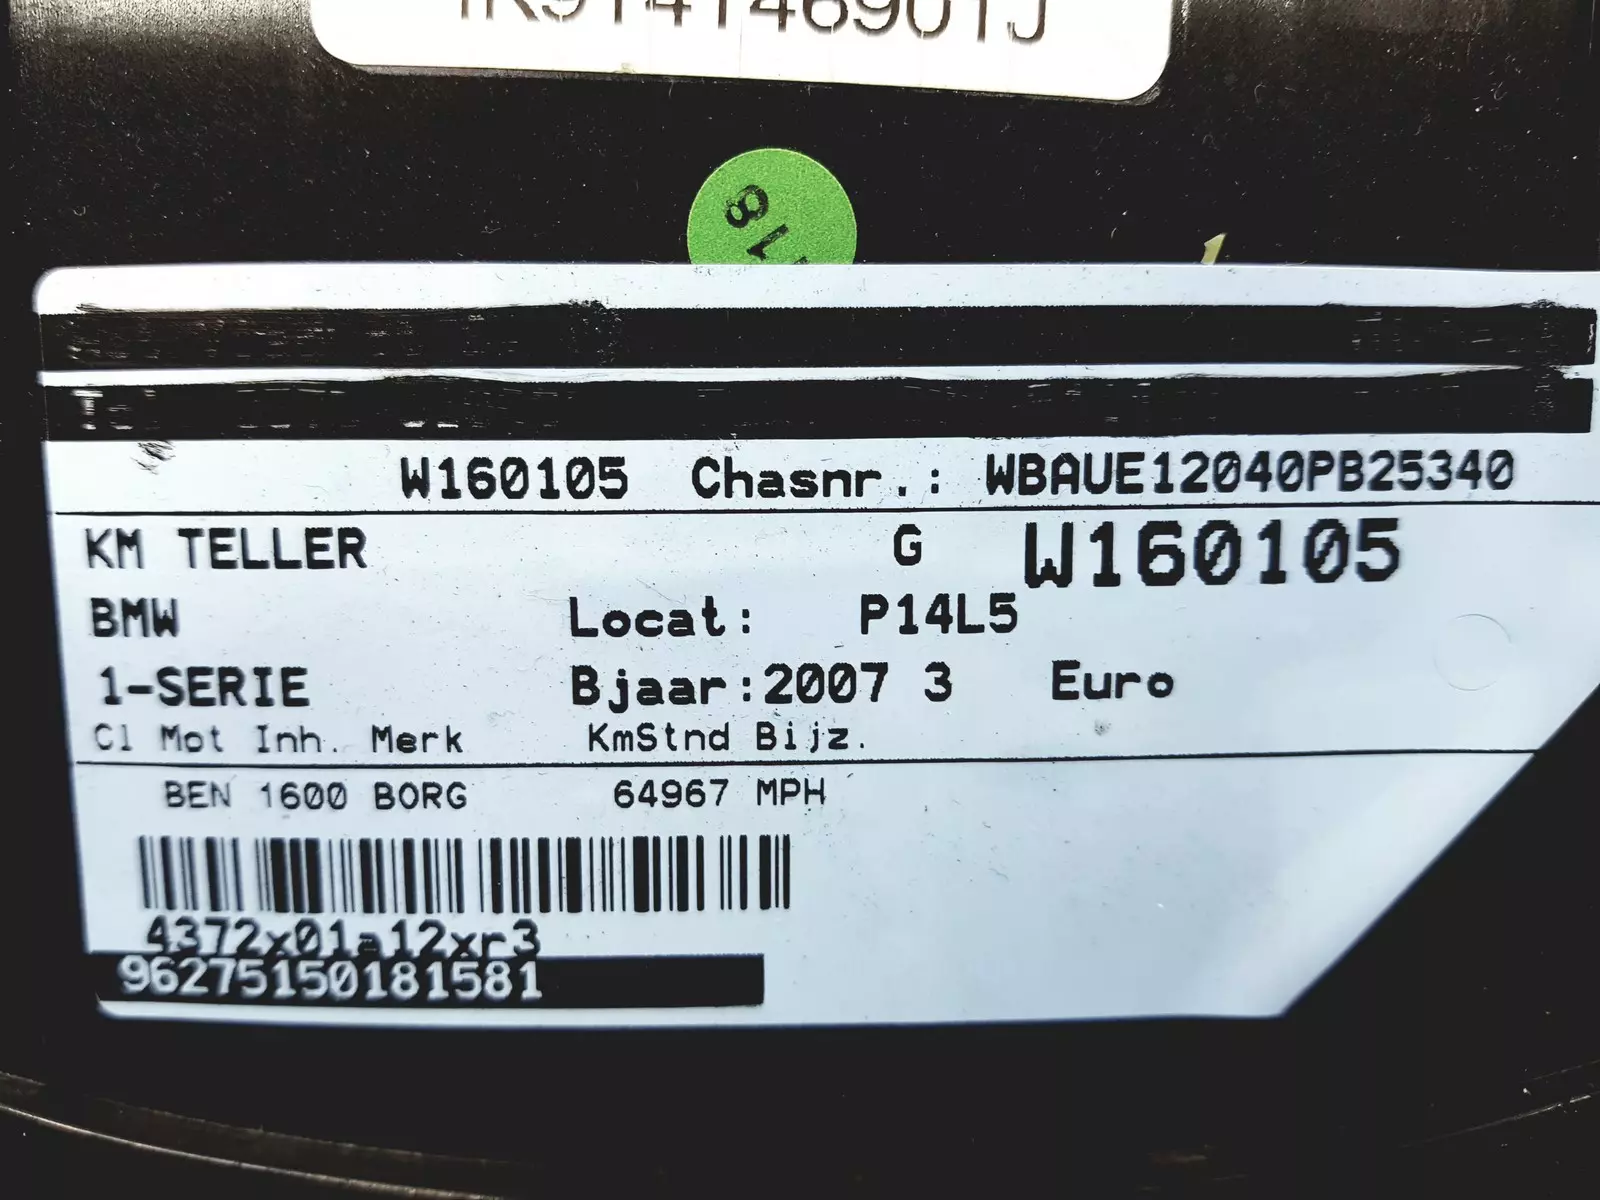 18
W160105 Chasnr.: WBAUE12040PB25340
KM TELLER G W160105
BMW Locat: P14L5
1-SERIE Bjaar:2007 3 Euro
Cl Mot Inh. Merk KmStnd Bijz.
BEN 1600 BORG 64967 MPH
4372x01a12xr3
96275150181581